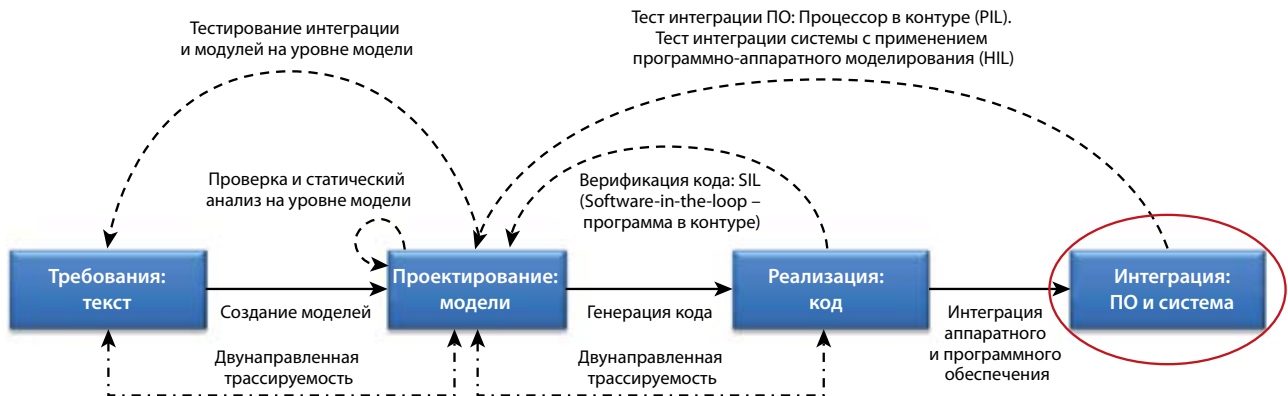 Тестирование интеграции
и модулей на уровне модели
Тест интеграции ПО: Процессор в контуре (PIL).
Тест интеграции системы с применением
программно-аппаратного моделирования (HIL)
Проверка и статический
анализ на уровне модели
Верификация кода: SIL
(Software-in-the-loop –
программа в контуре)
Требования:
текст
Создание моделей
Проектирование:
модели
Генерация кода
Реализация:
код
Интеграция
аппаратного
и программного
обеспечения
Интеграция:
ПО и система
Двунаправленная
трассируемость
Двунаправленная
трассируемость